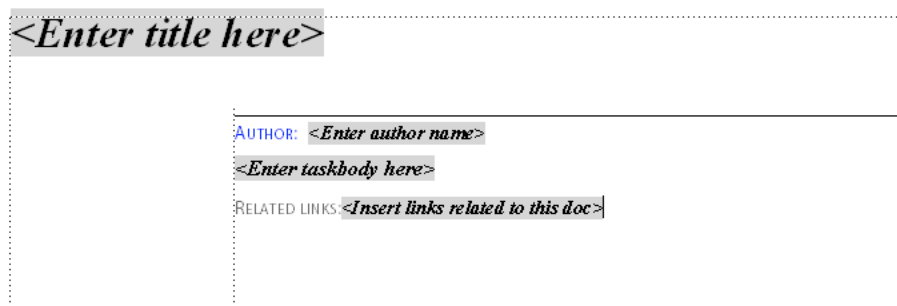 <Enter title here>
AUTHOR: <Enter author name>
<Enter taskbody here>
RELATED LINKS:<Insert links related to this doc>